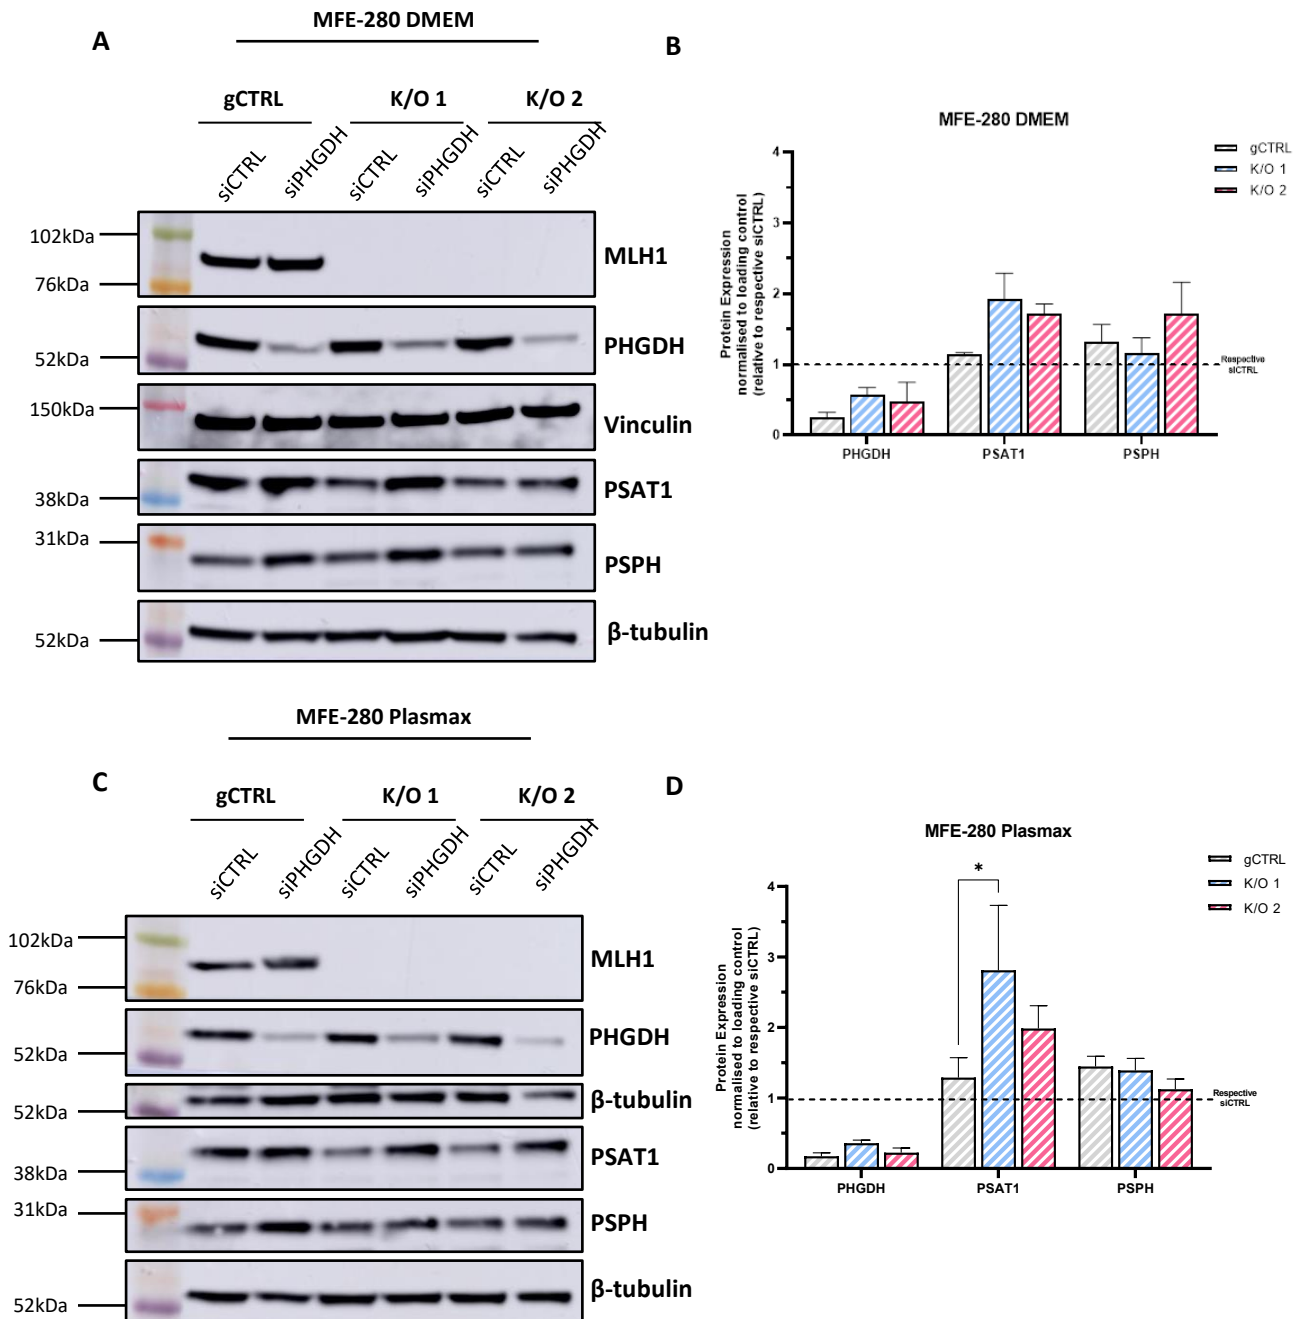 A
MFE-280 DMEM
gCTRL K/O 1 K/O 2
siCTRL siPHGDH siCTRL siPHGDH siCTRL siPHGDH
102kDa
MLH1
76kDa
PHGDH
52kDa
150kDa
Vinculin
PSAT1
38kDa
31kDa
PSPH
52kDa
β-tubulin
B
MFE-280 DMEM
gCTRL
K/O 1
K/O 2
Protein Expression
normalised to loading control
(relative to respective siCTRL)
4
3
2
1
0
Respective
siCTRL
PHGDH PSAT1 PSPH
MFE-280 Plasmax
C
gCTRL K/O 1 K/O 2
siCTRL siPHGDH siCTRL siPHGDH siCTRL siPHGDH
102kDa
MLH1
76kDa
PHGDH
52kDa
β-tubulin
52kDa
PSAT1
38kDa
31kDa
PSPH
β-tubulin
52kDa
D
MFE-280 Plasmax
gCTRL
K/O 1
K/O 2
*
Protein Expression
normalised to loading control
(relative to respective siCTRL)
4
3
2
1
0
Respective
siCTRL
PHGDH PSAT1 PSPH